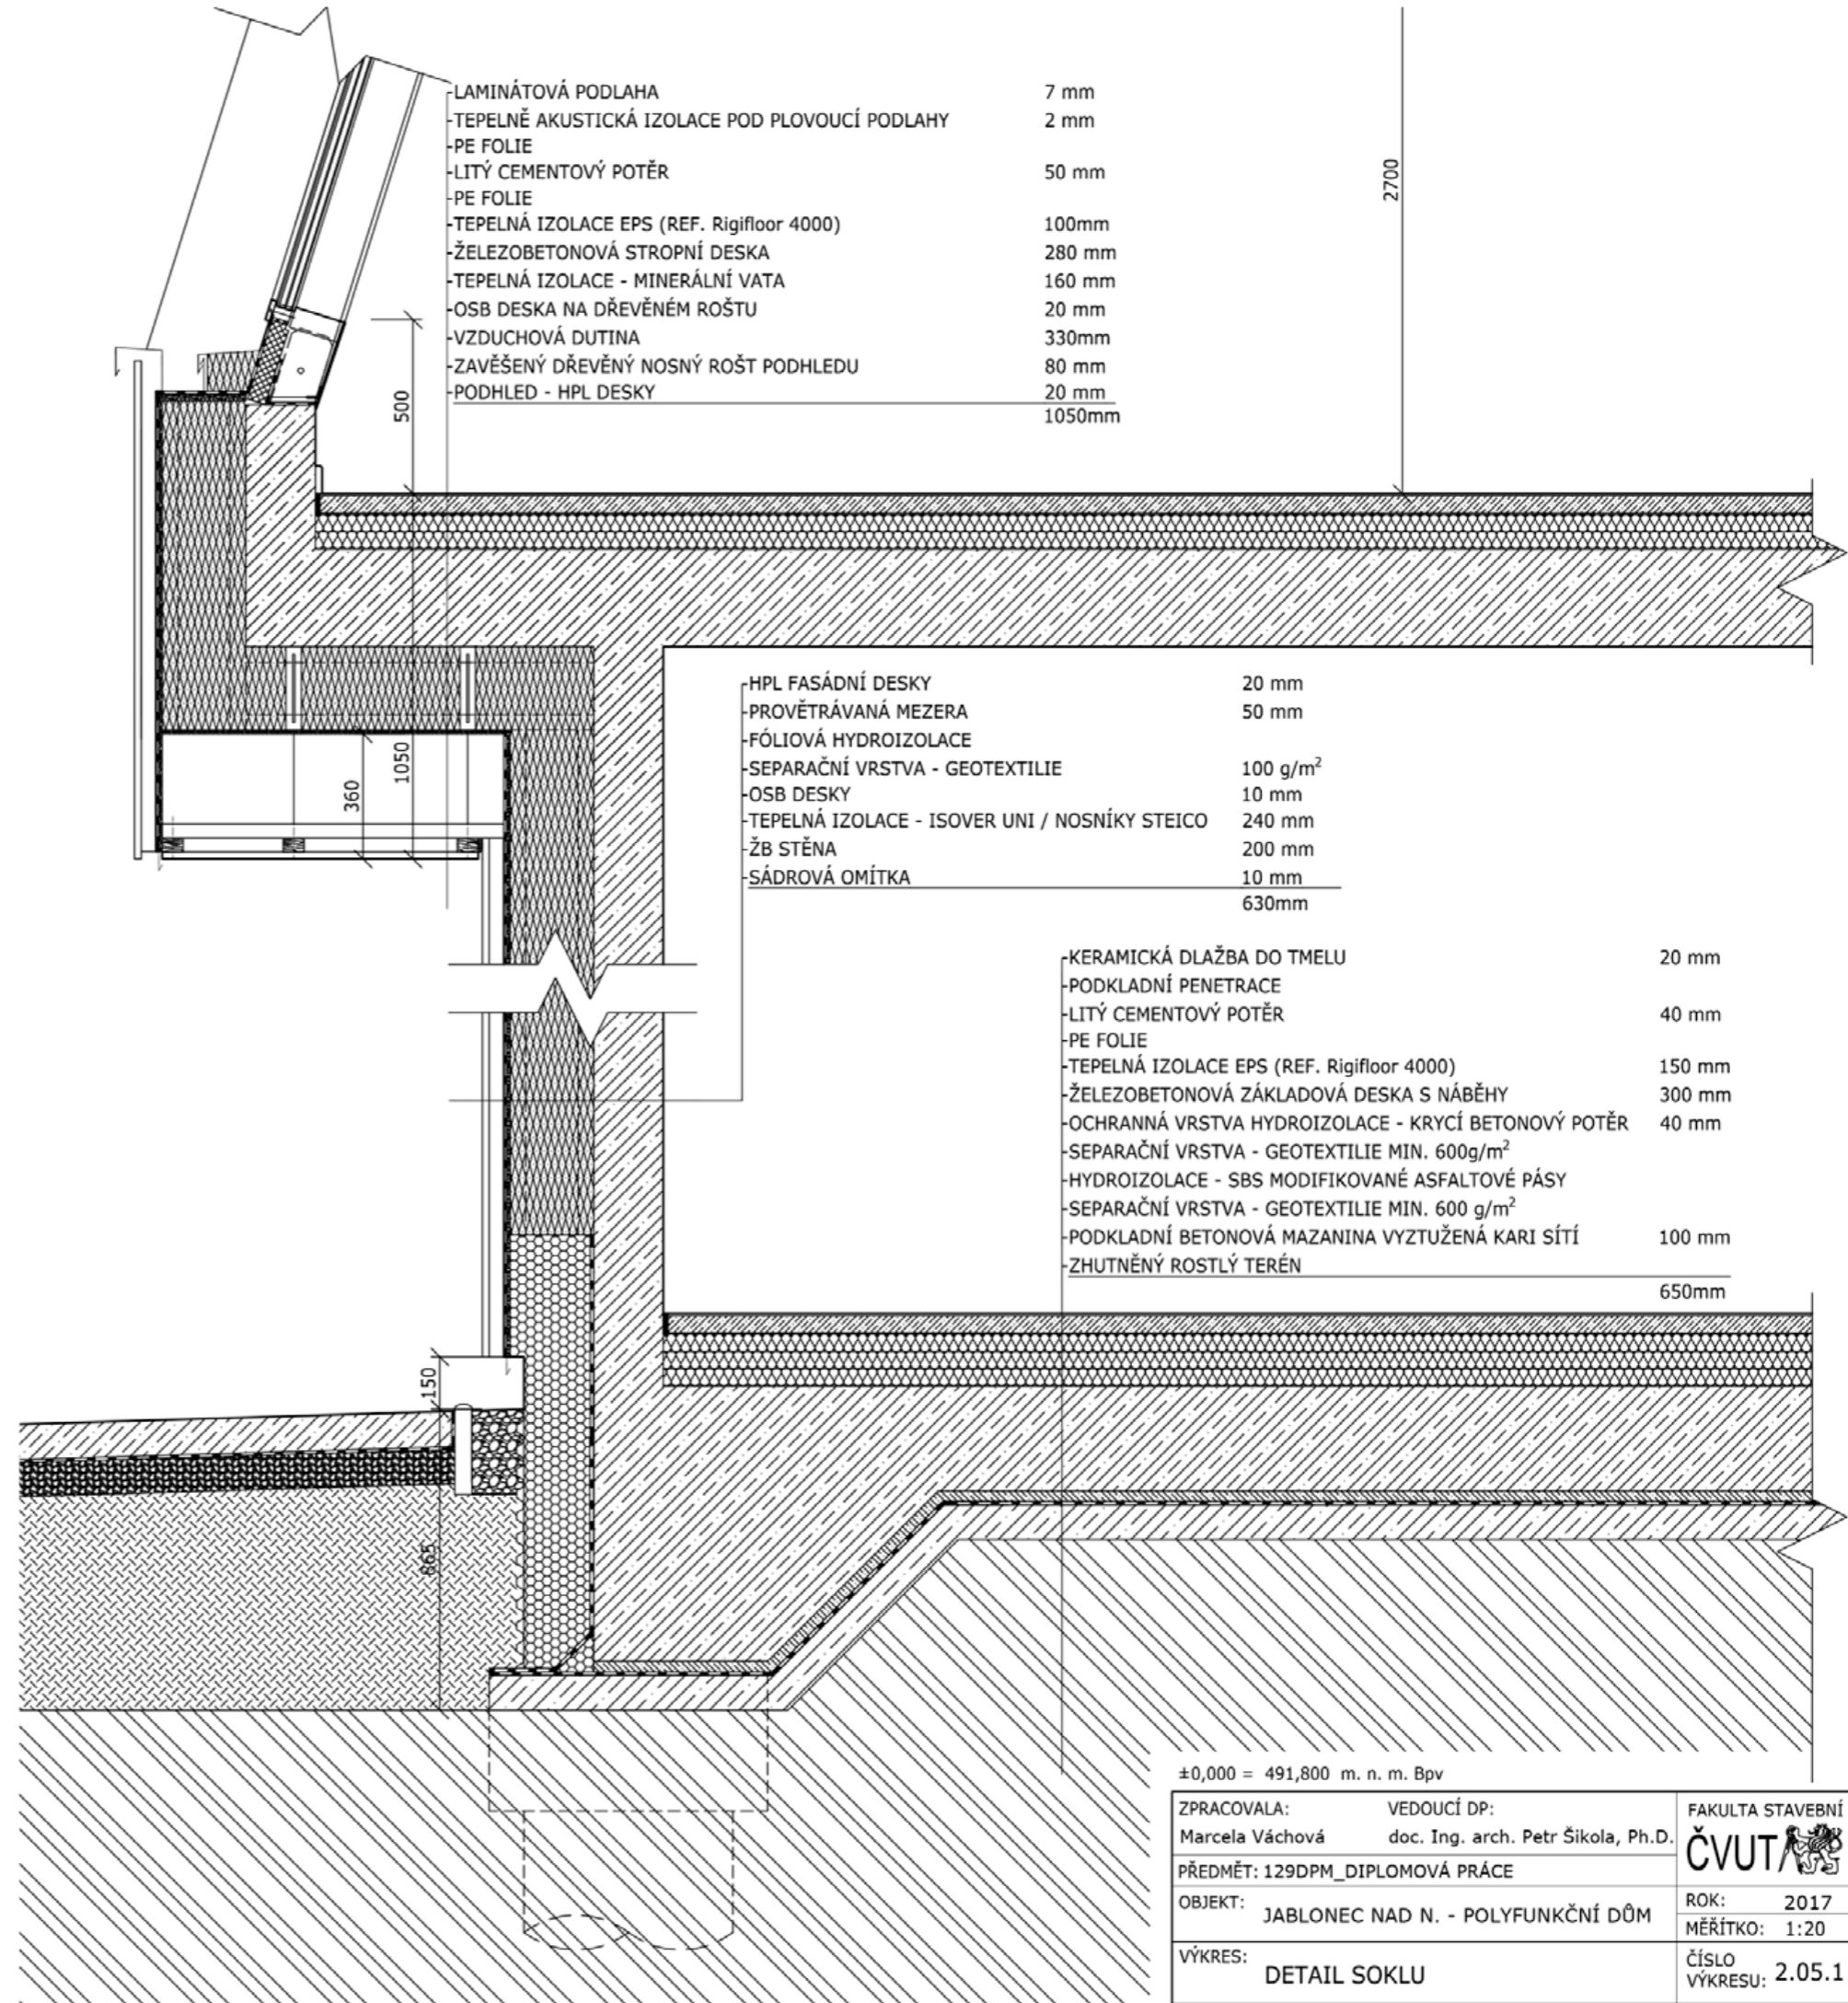 LAMINÁTOVÁ PODLAHA 7 mm
TEPELNĚ AKUSTICKÁ IZOLACE POD PLOVOUCÍ PODLAHY 2 mm
PE FOLIE
LITÝ CEMENTOVÝ POTĚR 50 mm
PE FOLIE
TEPELNÁ IZOLACE EPS (REF. Rigifloor 4000) 100mm
ŽELEZOBETONOVÁ STROPNÍ DESKA 280 mm
TEPELNÁ IZOLACE - MINERÁLNÍ VATA 160 mm
OSB DESKA NA DŘEVĚNÉM ROŠTU 20 mm
VZDUCHOVÁ DUTINA 330mm
ZAVĚŠENÝ DŘEVĚNÝ NOSNÝ ROŠT PODHLEDU 80 mm
PODHLED - HPL DESKY 20 mm
1050mm
2700
500
1050
360
HPL FASÁDNÍ DESKY 20 mm
PROVĚTRÁVANÁ MEZERA 50 mm
FÓLIOVÁ HYDROIZOLACE
SEPARAČNÍ VRSTVA - GEOTEXTILIE 100 g/m²
OSB DESKY 10 mm
TEPELNÁ IZOLACE - ISOVER UNI / NOSNÍKY STEICO 240 mm
ŽB STĚNA 200 mm
SÁDROVÁ OMÍTKA 10 mm
630mm
KERAMICKÁ DLAŽBA DO TMELU 20 mm
PODKLADNÍ PENETRACE
LITÝ CEMENTOVÝ POTĚR 40 mm
PE FOLIE
TEPELNÁ IZOLACE EPS (REF. Rigifloor 4000) 150 mm
ŽELEZOBETONOVÁ ZÁKLADOVÁ DESKA S NÁBĚHY 300 mm
OCHRANNÁ VRSTVA HYDROIZOLACE - KRYCÍ BETONOVÝ POTĚR 40 mm
SEPARAČNÍ VRSTVA - GEOTEXTILIE MIN. 600g/m²
HYDROIZOLACE - SBS MODIFIKOVANÉ ASFALTOVÉ PÁSY
SEPARAČNÍ VRSTVA - GEOTEXTILIE MIN. 600 g/m²
PODKLADNÍ BETONOVÁ MAZANINA VYZTUŽENÁ KARI SÍTÍ 100 mm
ZHUTNĚNÝ ROSTLÝ TERÉN
650mm
150
865
±0,000 = 491,800 m. n. m. Bpv
ZPRACOVALA: VEDOUCÍ DP:
Marcela Váchová doc. Ing. arch. Petr Šikola, Ph.D.
FAKULTA STAVEBNÍ
ČVUT
PŘEDMĚT: 129DPM_DIPLOMOVÁ PRÁCE
OBJEKT: JABLONEC NAD N. - POLYFUNKČNÍ DŮM
ROK: 2017
MĚŘÍTKO: 1:20
VÝKRES: DETAIL SOKLU
ČÍSLO
VÝKRESU: 2.05.1